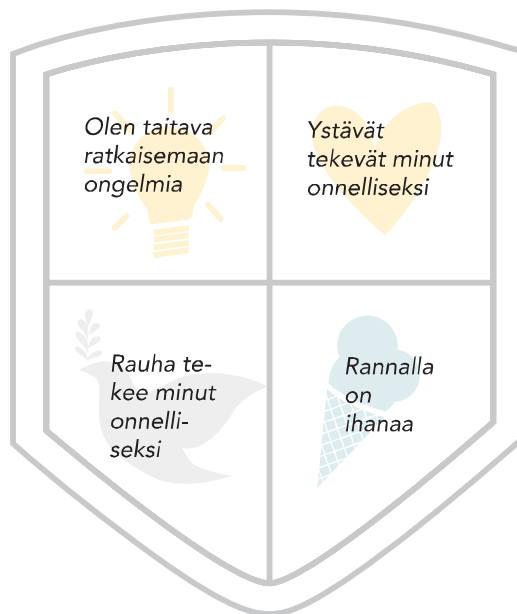 Olen taitava
ratkaisemaan
ongelmia
Ystävät
tekevät minut
onnelliseksi
Rauha te-
kee minut
onnelli-
seksi
Rannalla
on
ihanaa